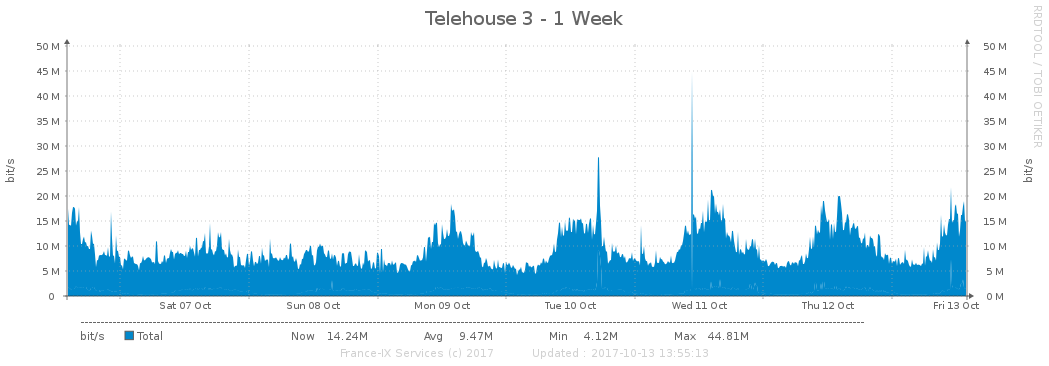 Telehouse 3 - 1 Week
RRDTOOL / TOBI OETIKER
bit/s
bit/s
50 M 50 M
45 M 45 M
40 M 40 M
35 M 35 M
30 M 30 M
25 M 25 M
20 M 20 M
15 M 15 M
10 M 10 M
5 M 5 M
0 0 M
Sat 07 Oct Sun 08 Oct Mon 09 Oct Tue 10 Oct Wed 11 Oct Thu 12 Oct Fri 13 Oct
bit/s Total Now 14.24M Avg 9.47M Min 4.12M Max 44.81M
France-IX Services (c) 2017 Updated : 2017-10-13 13:55:13